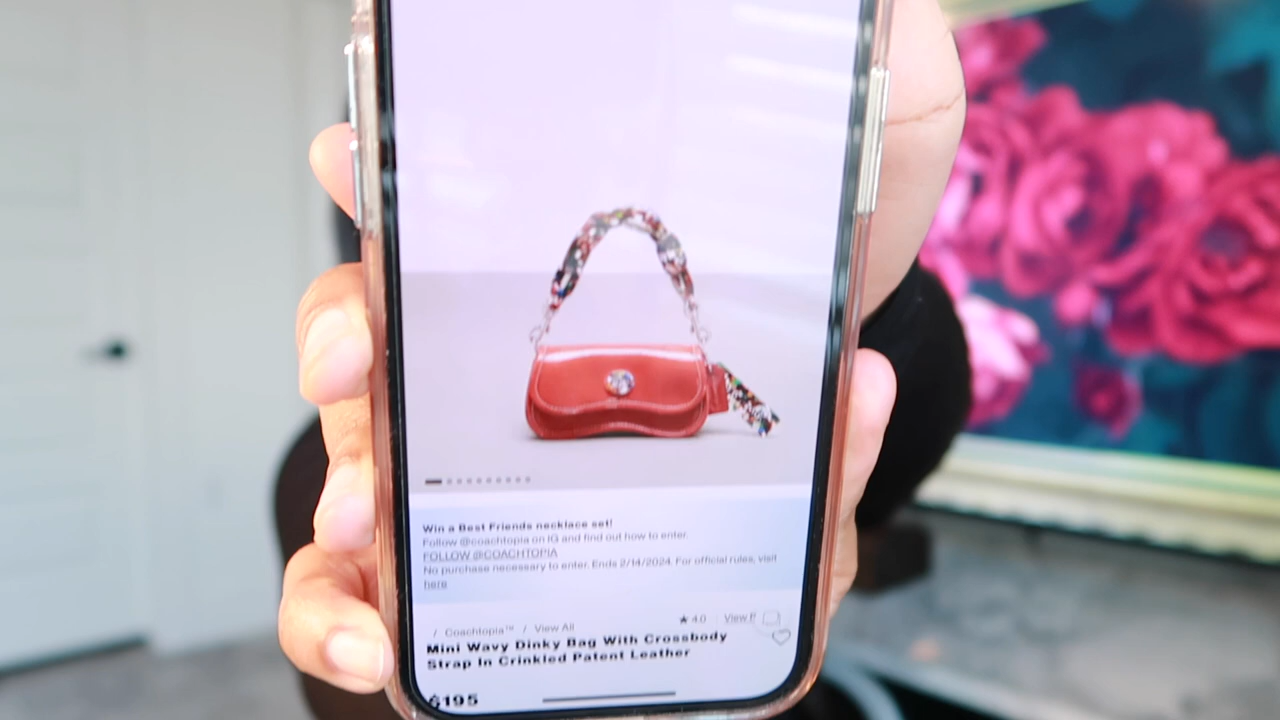 Win a Best Friends necklace set!
Follow @coachtopia on IG and find out how to enter.
FOLLOW @COACHTOPIA
No purchase necessary to enter. Ends 2/14/2024. For official rules, visit
here
/ Coachtopia™ / View All ★ 4.0 View
Mini Wavy Dinky Bag With Crossbody
Strap In Crinkled Patent Leather
$195